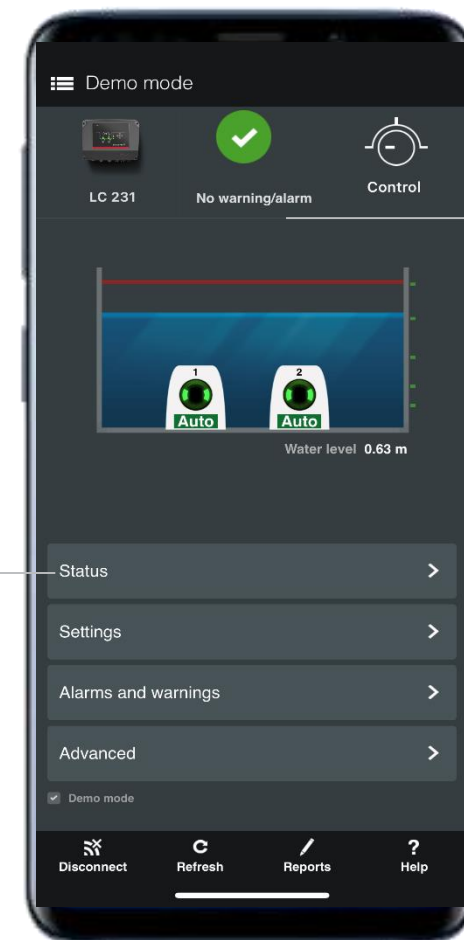 Demo mode
LC 231
No warning/alarm
Control
1
2
Auto
Auto
Water level 0.63 m
Status
Settings
Alarms and warnings
Advanced
Demo mode
Disconnect
Refresh
Reports
? Help